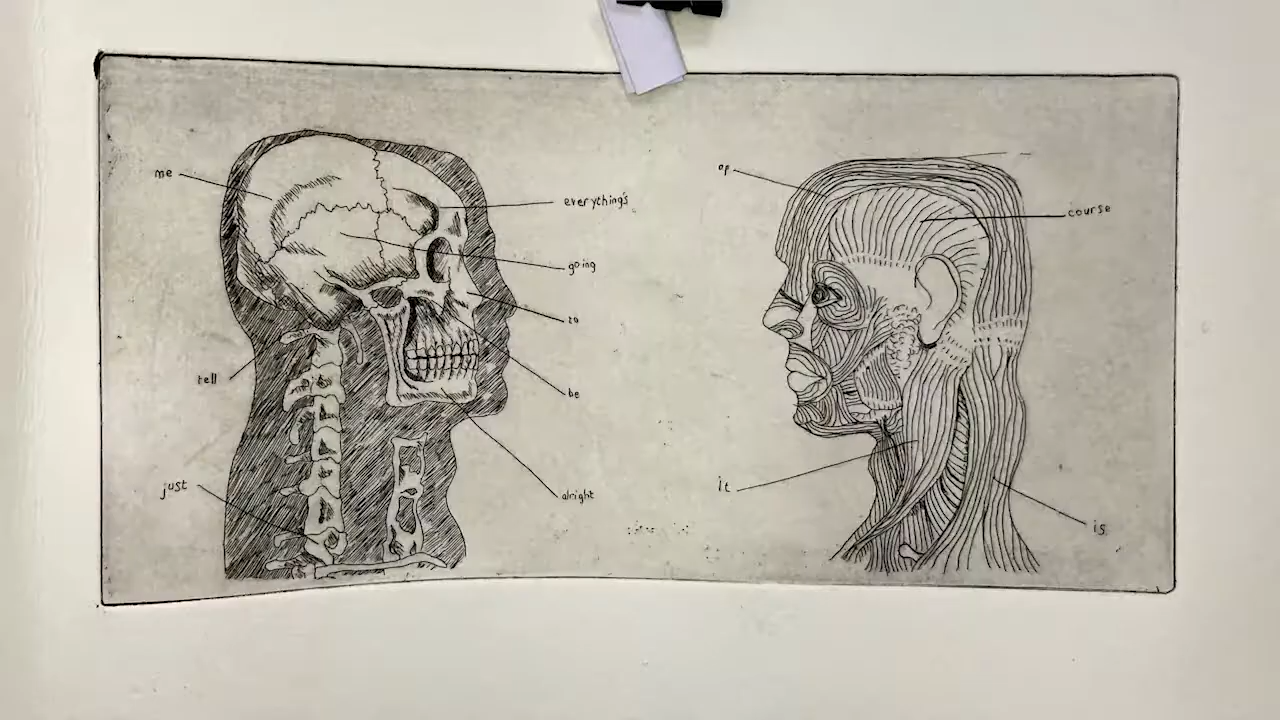 just
tell
me
everything's
going
to
be
alright
of
course
it
is